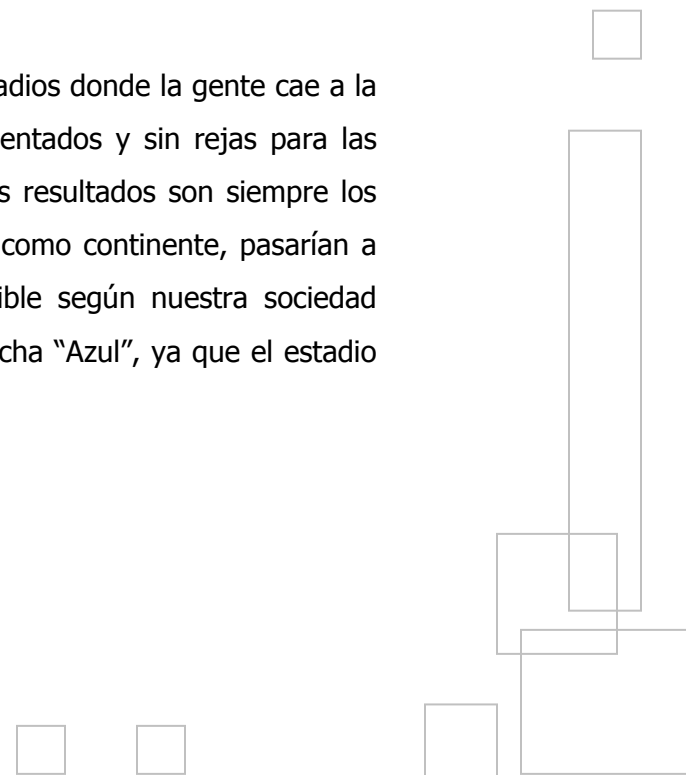 adios donde la gente cae a la
entados y sin rejas para las
s resultados son siempre los
como continente, pasarían a
ible según nuestra sociedad
cha “Azul”, ya que el estadio